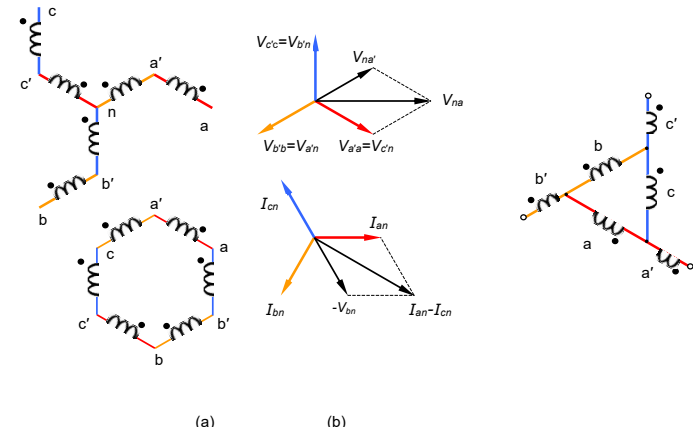 c
c′
a′
n
a
b′
b
a′
c
a
c′
b′
b
V_c′c=V_b′n
V_na′
V_na
V_b′b=V_a′n
V_a′a=V_c′n
I_cn
I_an
I_bn
-V_bn
I_an-I_cn
c′
b
b′
c
a
a′
(a)
(b)